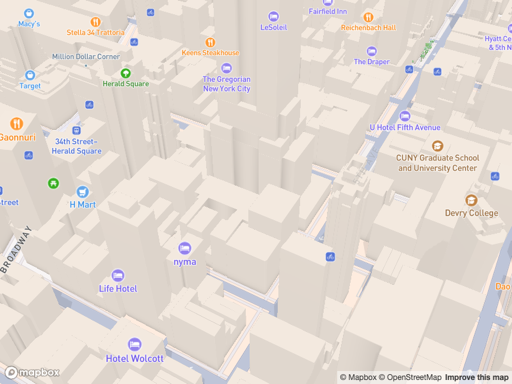 Macy's
Stella 34 Trattoria
LeSoleil
Fairfield Inn
Reichenbach Hall
Hyatt Ce
& 5th N
Million Dollar Corner
Keens Steakhouse
The Draper
Target
Herald Square
The Gregorian
New York City
Gaonnuri
34th Street–
Herald Square
U Hotel Fifth Avenue
CUNY Graduate School
and University Center
Street
H Mart
Devry College
BROADWAY
nyma
Life Hotel
Dao
Hotel Wolcott
mapbox
© Mapbox © OpenStreetMap Improve this map